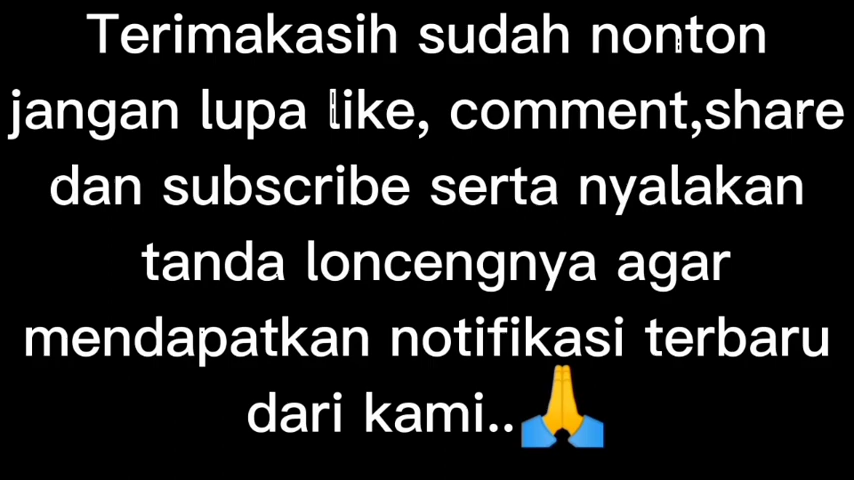 Terimakasih sudah nonton
jangan lupa like, comment,share
dan subscribe serta nyalakan
tanda loncengnya agar
mendapatkan notifikasi terbaru
dari kami..🙏